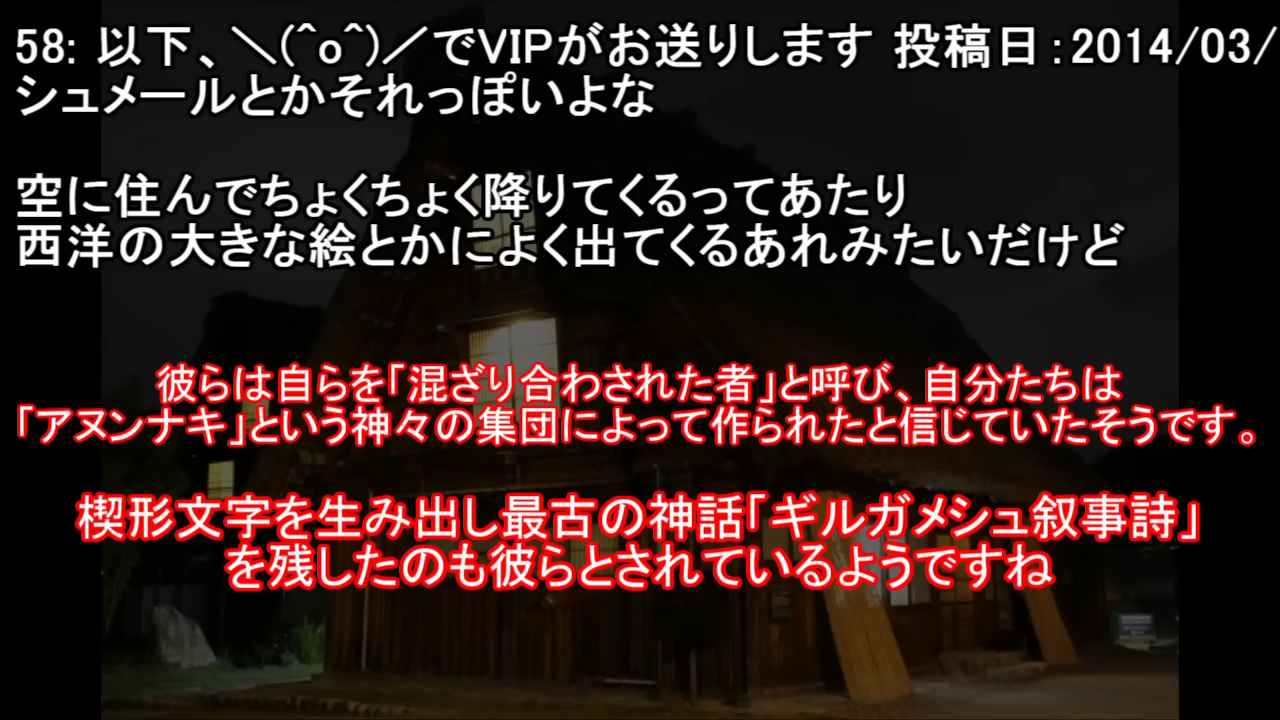 58: 以下、＼(^o^)／でVIPがお送りします 投稿日：2014/03/
シュメールとかそれっぽいよな
空に住んでちょくちょく降りてくるってあたり
西洋の大きな絵とかによく出てくるあれみたいだけど
彼らは自らを「混ざり合わされた者」と呼び、自分たちは
「アヌンナキ」という神々の集団によって作られたと信じていたそうです。
楔形文字を生み出し最古の神話「ギルガメシュ叙事詩」
を残したのも彼らとされているようですね